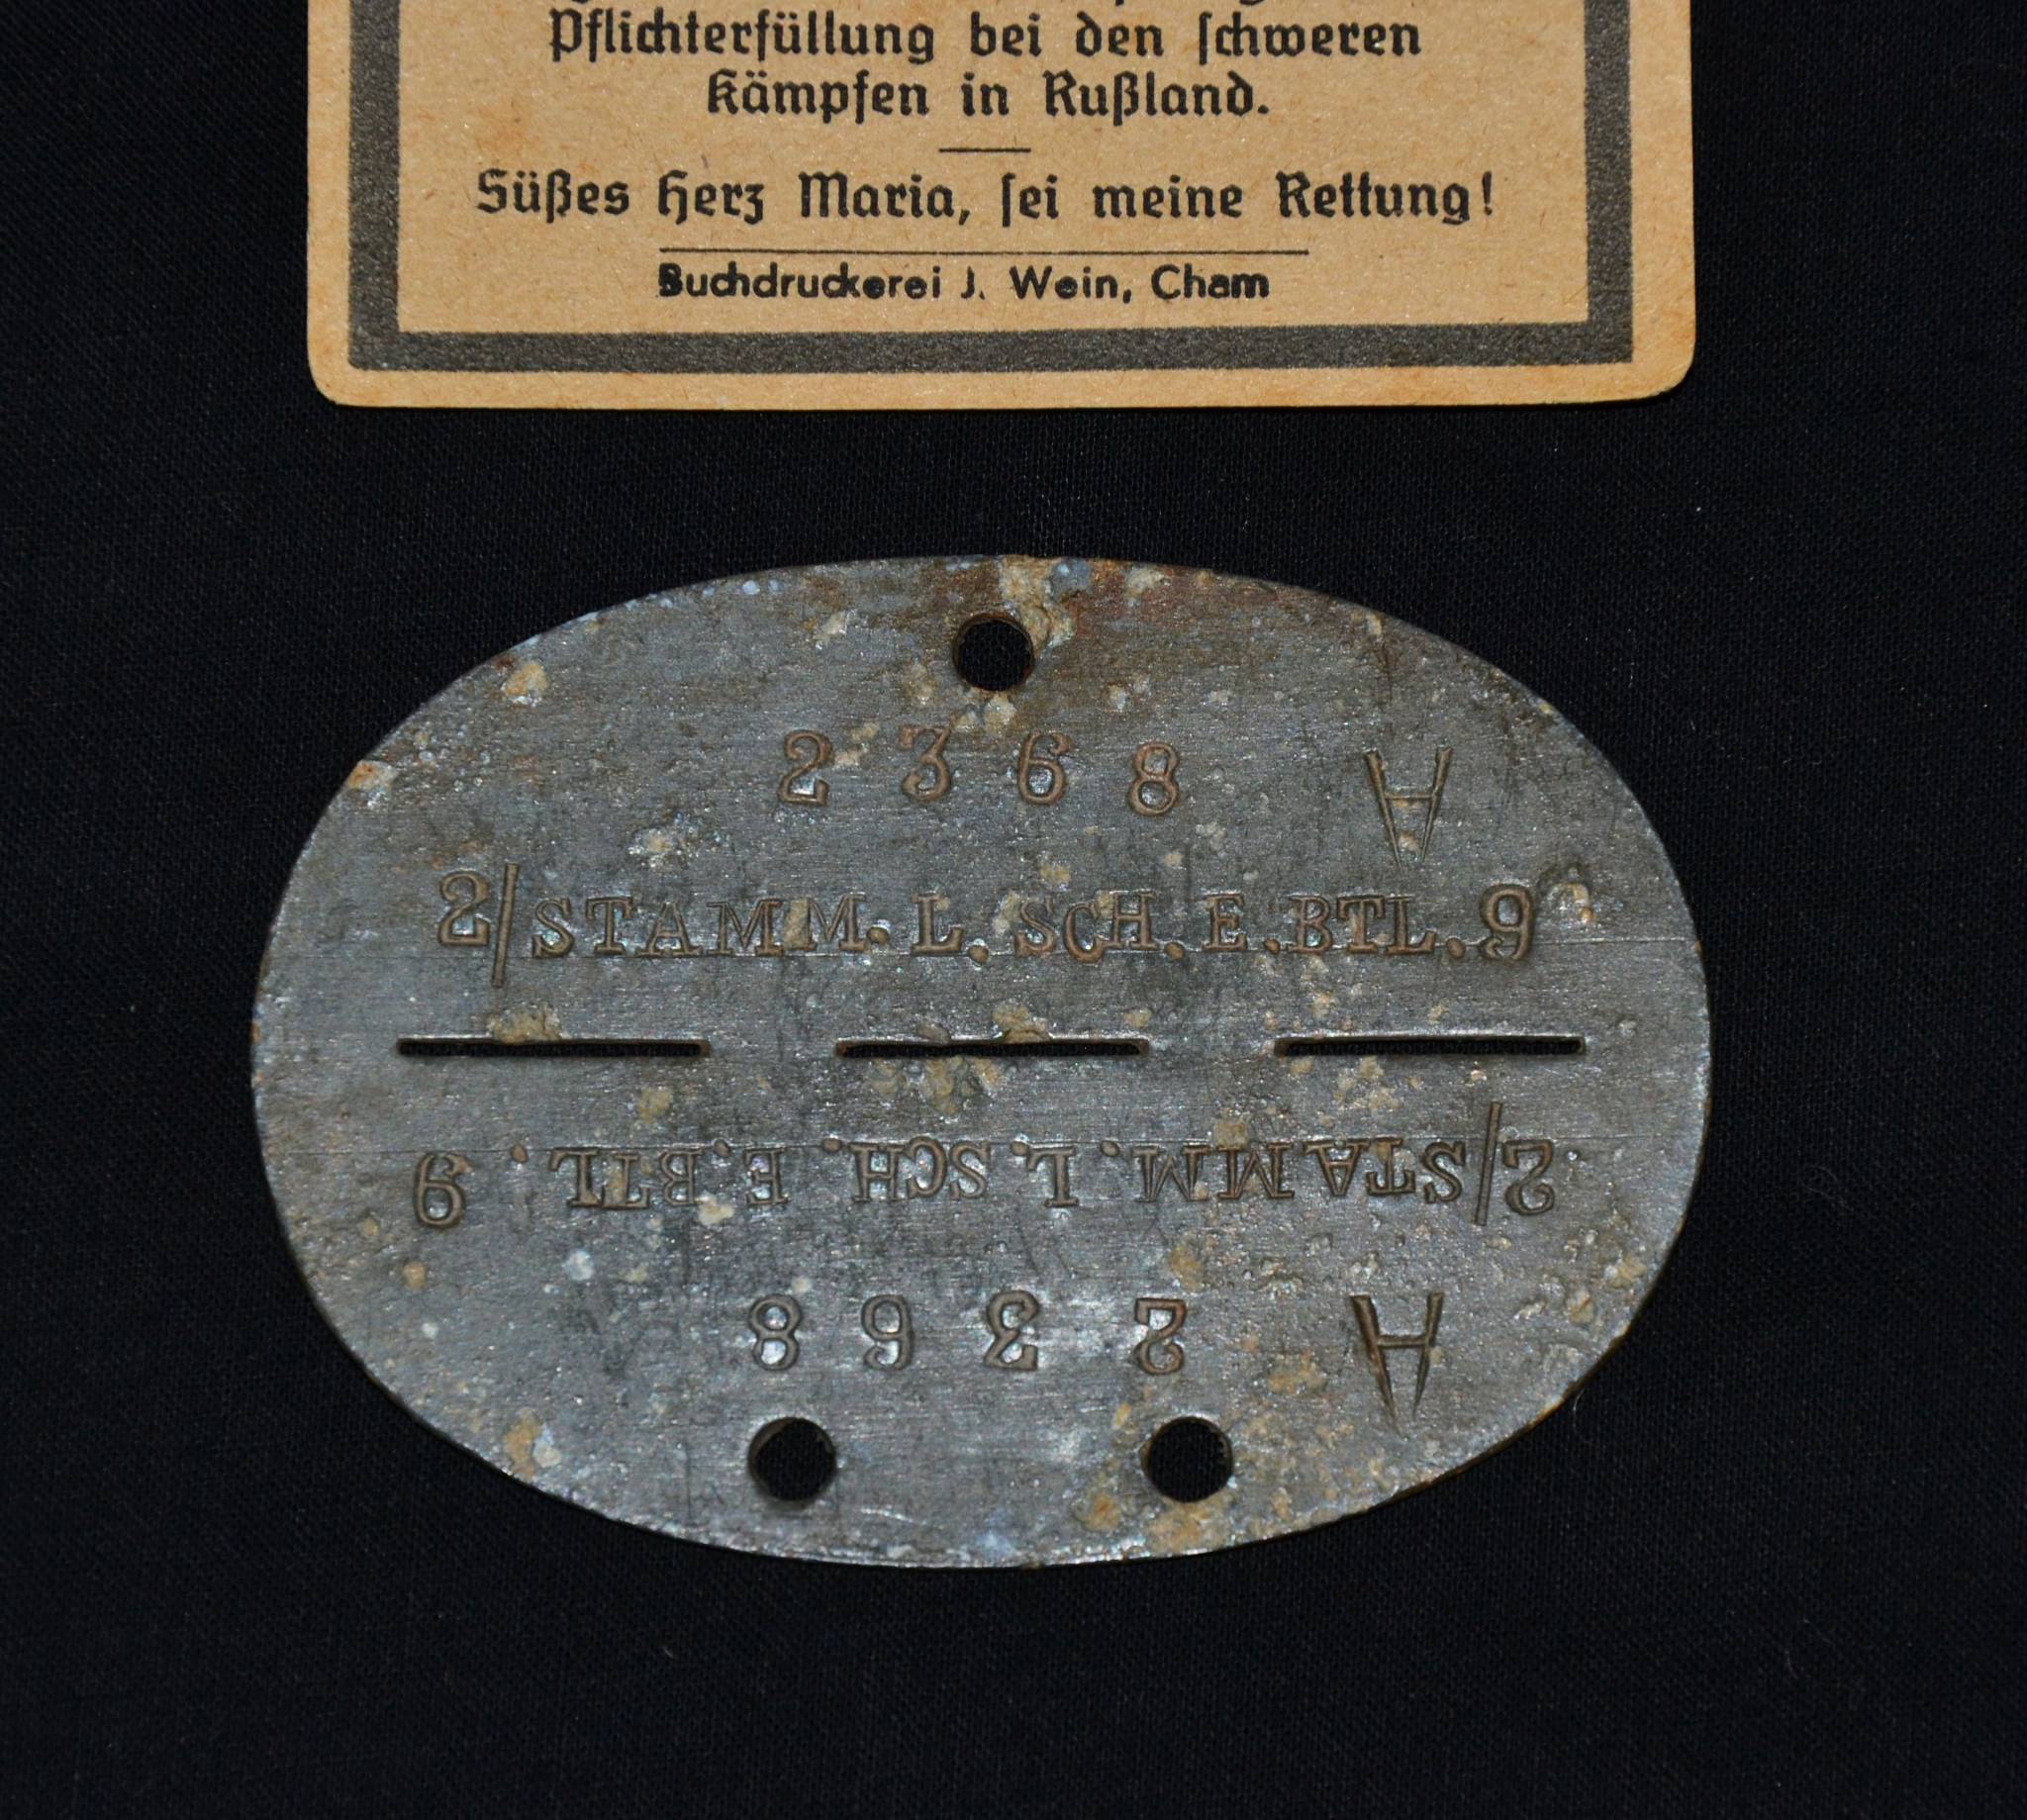 Pflichterfüllung bei den schweren
Kämpfen in Rußland.
Süßes Herz Maria, sei meine Rettung!
Buchdruckerei J. Wein, Cham
2368 A
2/STAMM. L. SCH. E. BTL. 9
2/STAMM. L. SCH. E. BTL. 9
A 2368